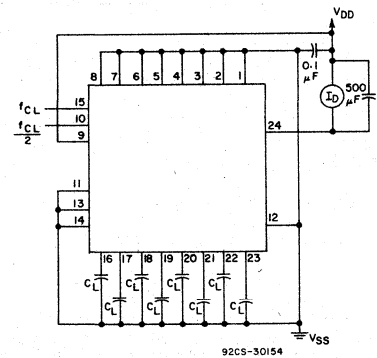 VDD
8 7 6 5 4 3 2 1
0.1 µF
ID
500 µF
fCL 15
fCL/2 10
9
24
11
13
14
12
16 17 18 19 20 21 22 23
CL CL CL CL CL CL CL CL
VSS
92CS-30154